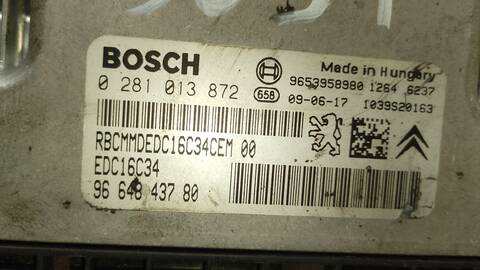 BOSCH
Made in Hungary
9653958980 1264 6237
0 281 013 872
658
09-06-17 1039S20163
RBCMMDEDC16C34CEM 00
EDC16C34
96 648 437 80